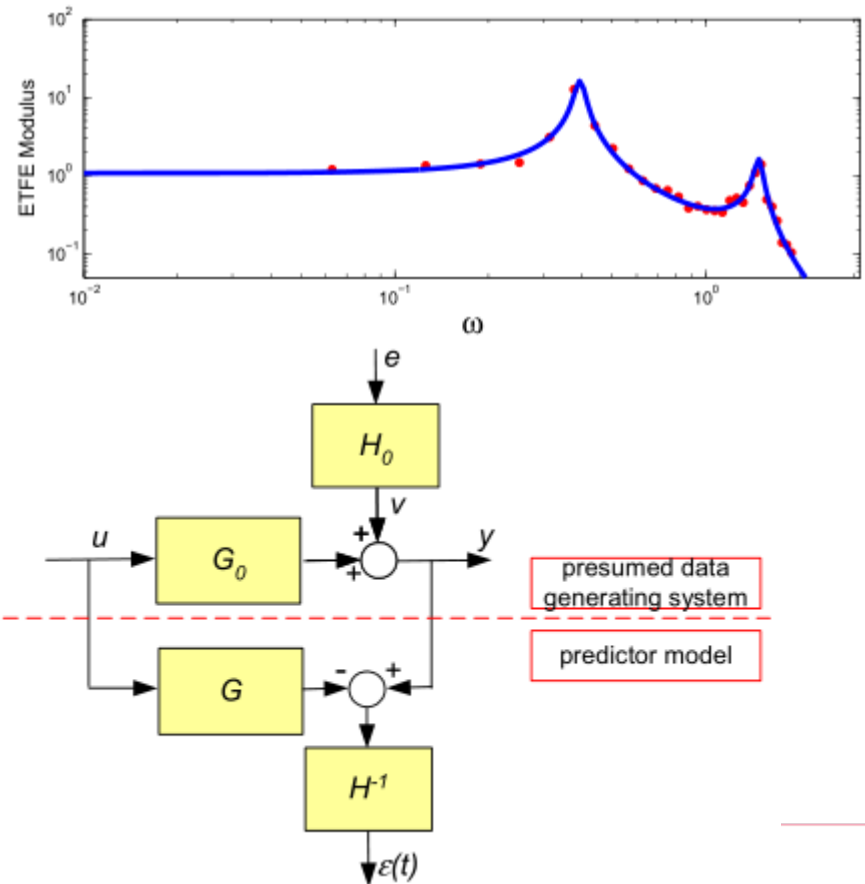 10²
10¹
10⁰
10⁻¹
ETFE Modulus
10⁻²
10⁻¹
10⁰
ω
e
H₀
v
u
+
y
G₀
+
presumed data
generating system
predictor model
-
+
G
H⁻¹
ε(t)